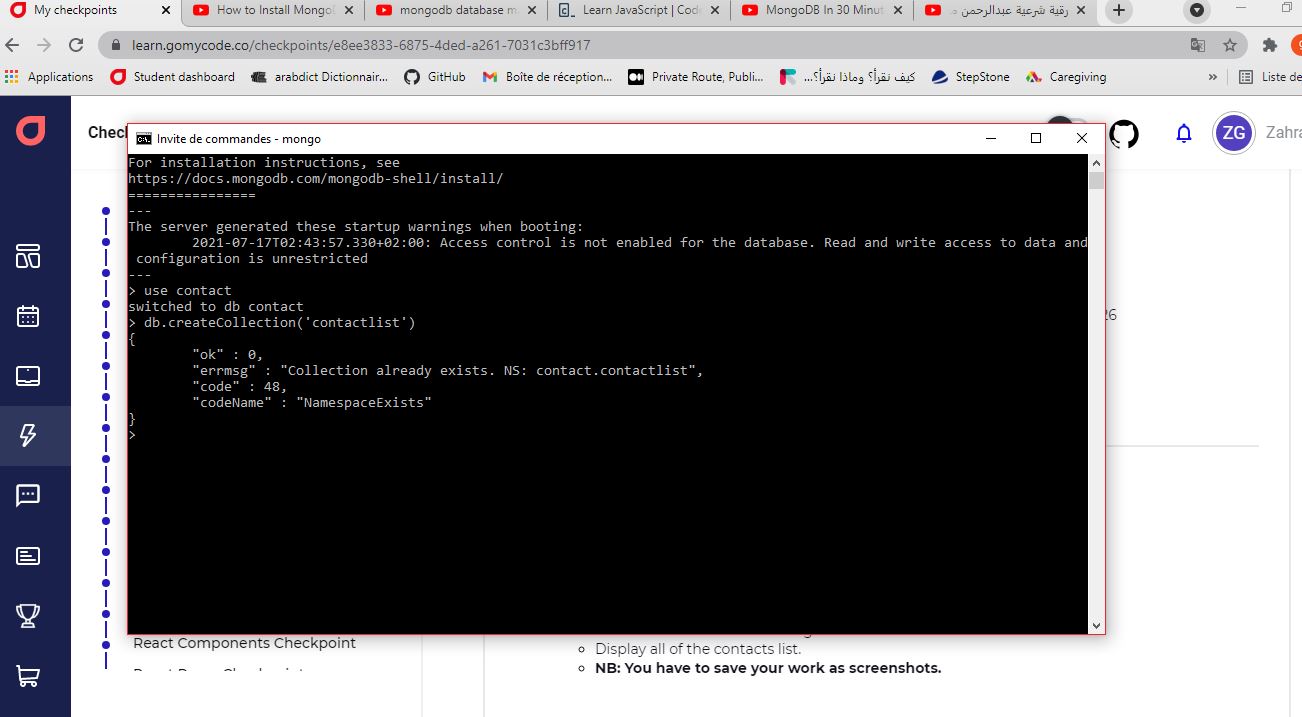 My checkpoints
How to Install Mongo
mongodb database m
Learn JavaScript | Cod
MongoDB In 30 Minut
رقية شرعية عبدالرحمن
learn.gomycode.co/checkpoints/e8ee3833-6875-4ded-a261-7031c3bff917
Applications
Student dashboard
arabdict Dictionnair...
GitHub
Boîte de réception...
Private Route, Publi...
كيف نقرأ؟ وماذا نقرأ؟...
StepStone
Caregiving
»
Liste de
Chec
ZG
Zahra
Invite de commandes - mongo
For installation instructions, see
https://docs.mongodb.com/mongodb-shell/install/
================
---
The server generated these startup warnings when booting:
2021-07-17T02:43:57.330+02:00: Access control is not enabled for the database. Read and write access to data and
configuration is unrestricted
---
> use contact
switched to db contact
> db.createCollection('contactlist')
{
"ok" : 0,
"errmsg" : "Collection already exists. NS: contact.contactlist",
"code" : 48,
"codeName" : "NamespaceExists"
}
>
26
React Components Checkpoint
Display all of the contacts list.
NB: You have to save your work as screenshots.